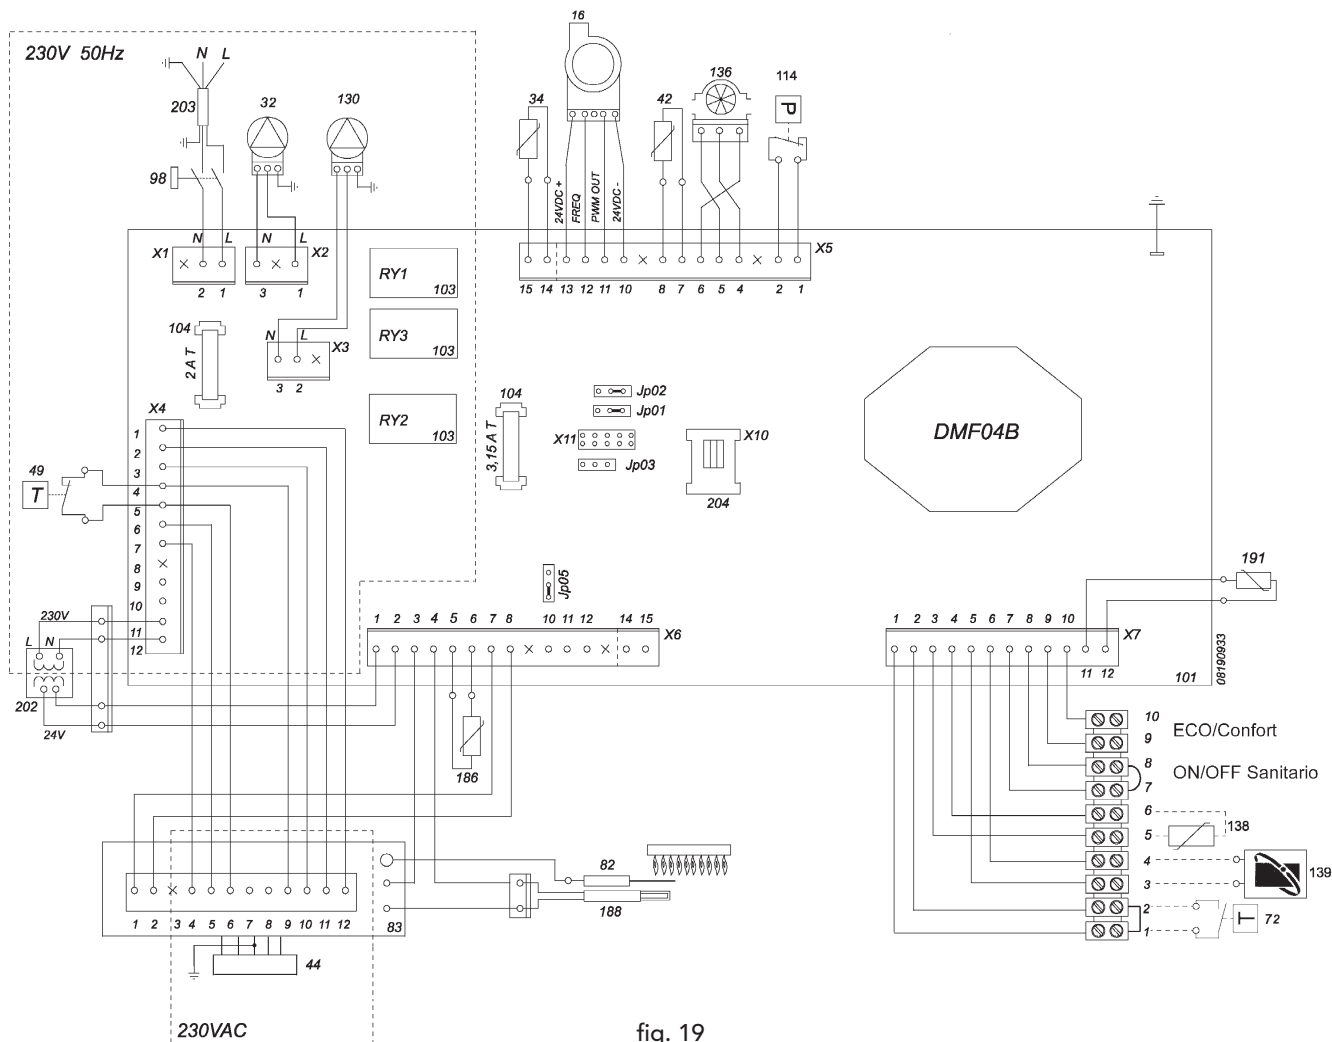 16
230V 50Hz
N L
203
32
130
34
42
136
114
P
98
24VDC +
FREQ
PWM OUT
24VDC -
N L
X1
2 1
N L
X2
3 1
RY1
103
X5
15 14 13 12 11 10 8 7 6 5 4 2 1
104
2 A T
N L
X3
3 2
RY3
103
RY2
103
104
3,15 A T
Jp02
Jp01
X11
Jp03
X10
204
DMF04B
X4
1
2
3
4
5
6
7
8
9
10
11
12
49
T
Jp05
191
230V
L N
202
24V
1 2 3 4 5 6 7 8 10 11 12 14 15
X6
186
1 2 3 4 5 6 7 8 9 10
X7
11 12
101
08190933
10
9
ECO/Confort
8
7
ON/OFF Sanitario
6
5
138
4
3
139
2
1
T
72
82
188
83
1 2 3 4 5 6 7 8 9 10 11 12
44
230VAC
fig. 19